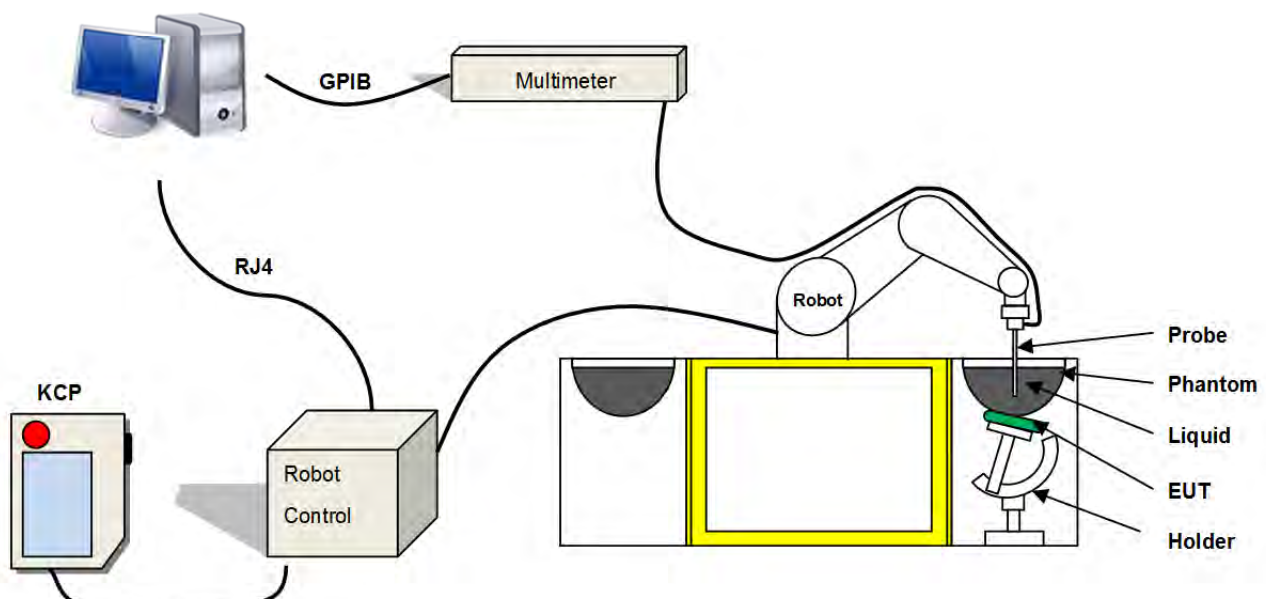 GPIB
Multimeter
RJ4
Robot
Probe
Phantom
KCP
Liquid
Robot
Control
EUT
Holder